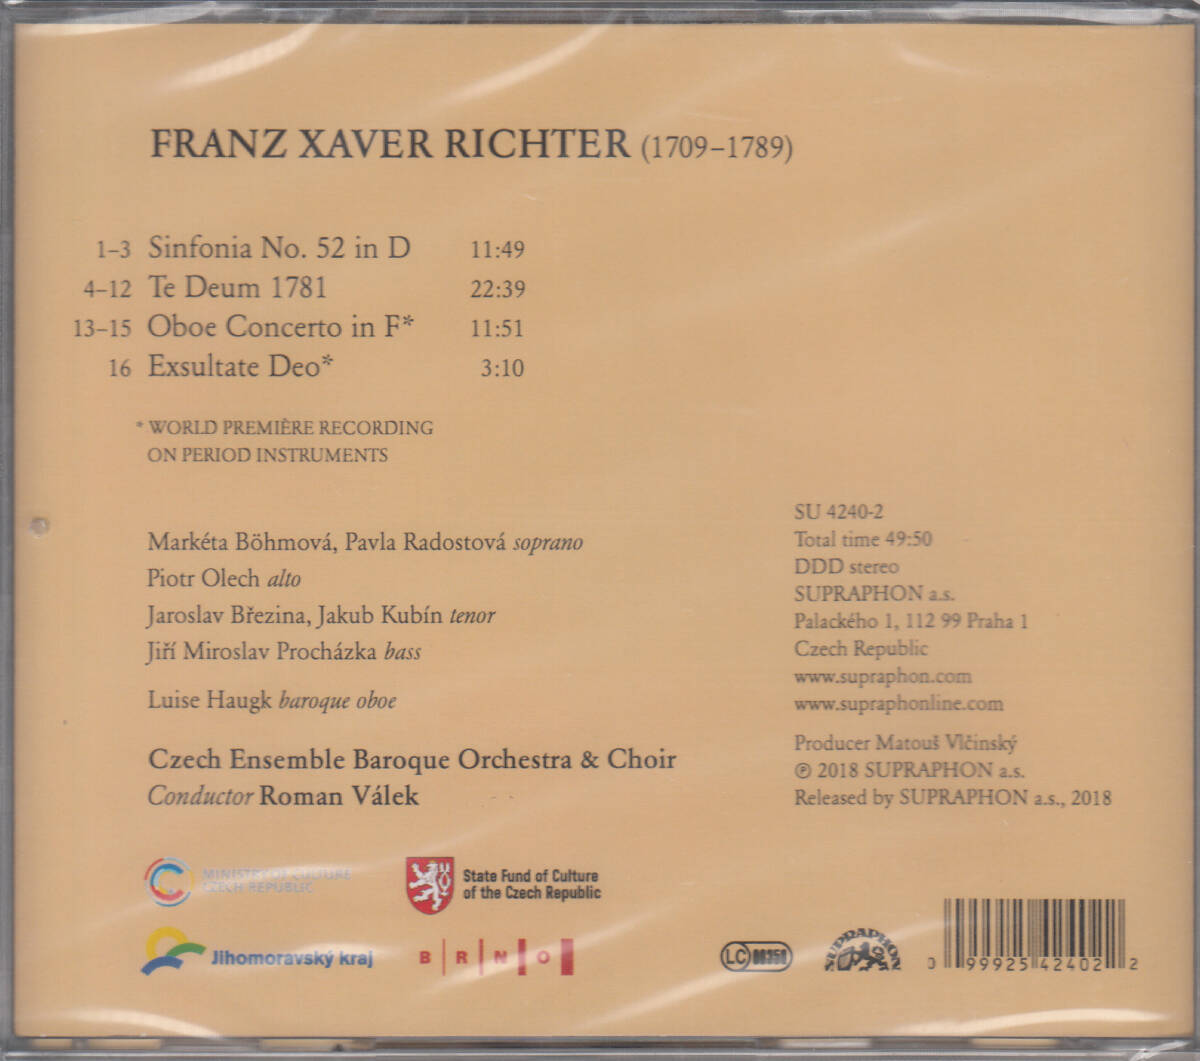 FRANZ XAVER RICHTER (1709–1789)
1–3 Sinfonia No. 52 in D 11:49
4–12 Te Deum 1781 22:39
13–15 Oboe Concerto in F* 11:51
16 Exsultate Deo* 3:10
* WORLD PREMIÈRE RECORDING
ON PERIOD INSTRUMENTS
Markéta Böhmová, Pavla Radostová soprano
Piotr Olech alto
Jaroslav Březina, Jakub Kubín tenor
Jiří Miroslav Procházka bass
Luise Haugk baroque oboe
Czech Ensemble Baroque Orchestra & Choir
Conductor Roman Válek
SU 4240-2
Total time 49:50
DDD stereo
SUPRAPHON a.s.
Palackého 1, 112 99 Praha 1
Czech Republic
www.supraphon.com
www.supraphonline.com
Producer Matouš Vlčinský
℗ 2018 SUPRAPHON a.s.
Released by SUPRAPHON a.s., 2018
MINISTRY OF CULTURE
CZECH REPUBLIC
State Fund of Culture
of the Czech Republic
Jihomoravský kraj
B R N O
LC 00358
SUPRAPHON
0 99925 42402 2